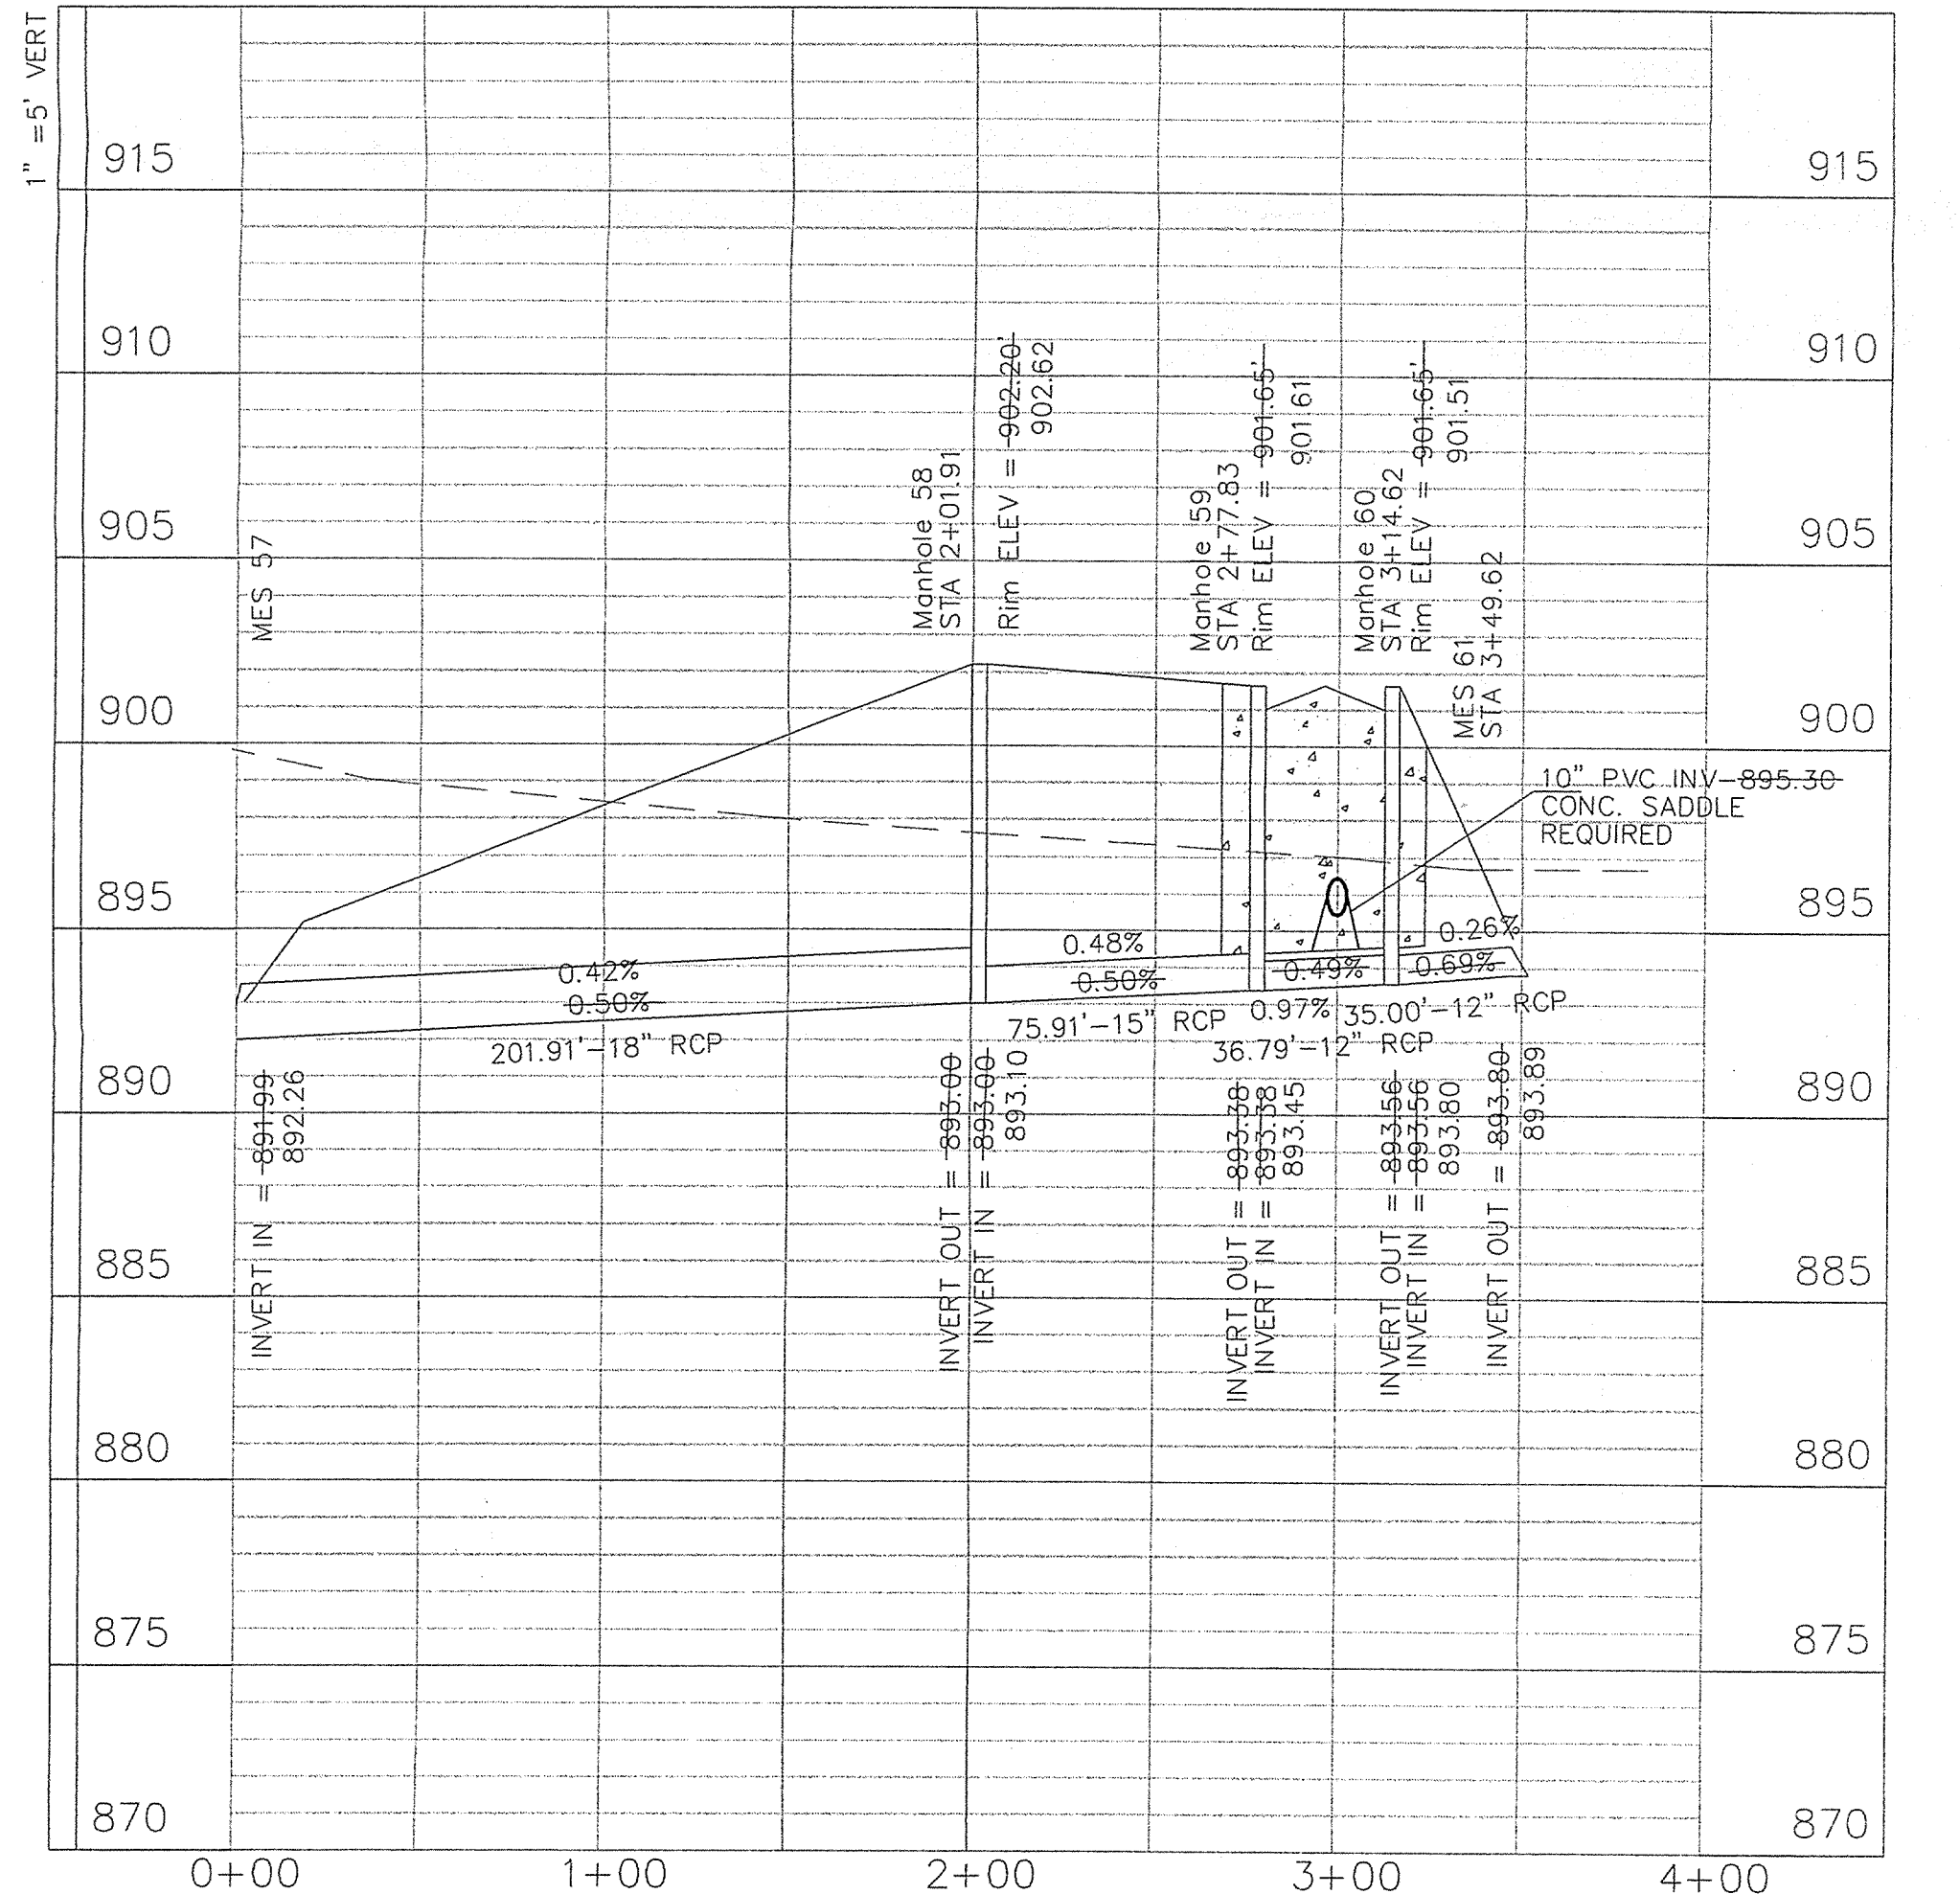 1" =5' VERT
915
915
910
910
905
905
900
900
895
895
890
890
885
885
880
880
875
875
870
870
MES 57
Manhole 58
STA 2+01.91
Rim ELEV = 902.20'
902.62
Manhole 59
STA 2+77.83
Rim ELEV = 901.65'
901.61
Manhole 60
STA 3+14.62
Rim ELEV = 901.65'
901.51
MES 61
STA 3+49.62
10" PVC INV 895.30
CONC. SADDLE
REQUIRED
0.42%
0.50%
0.48%
0.50%
0.49%
0.97%
0.26%
0.69%
201.91'-18" RCP
75.91'-15" RCP
36.79'-12" RCP
35.00'-12" RCP
INVERT IN = 891.99
892.26
INVERT OUT = 893.00
INVERT IN = 893.00
893.10
INVERT OUT = 893.38
INVERT IN = 893.38
893.45
INVERT OUT = 893.56
INVERT IN = 893.56
893.80
INVERT OUT = 893.80
893.89
0+00
1+00
2+00
3+00
4+00